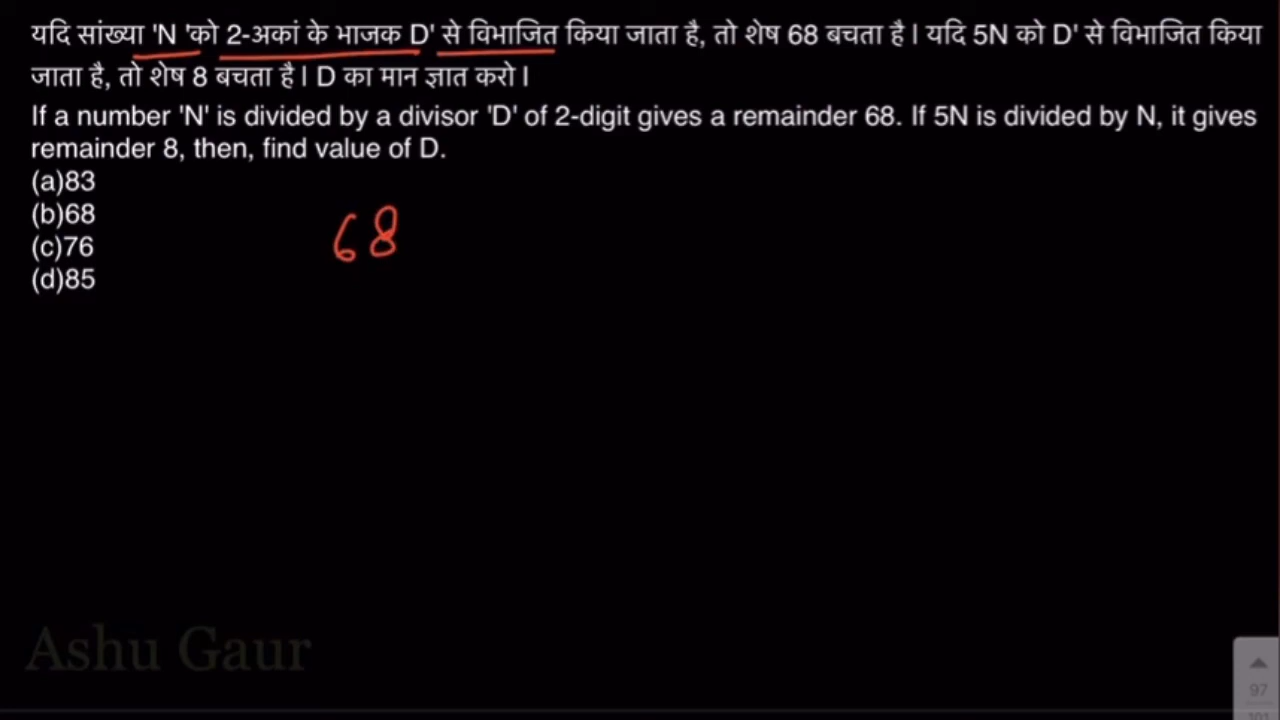 यदि सांख्या 'N 'को 2-अकां के भाजक D' से विभाजित किया जाता है, तो शेष 68 बचता है। यदि 5N को D' से विभाजित किया
जाता है, तो शेष 8 बचता है। D का मान ज्ञात करो।
If a number 'N' is divided by a divisor 'D' of 2-digit gives a remainder 68. If 5N is divided by N, it gives
remainder 8, then, find value of D.
(a)83
(b)68
(c)76
(d)85
68
Ashu Gaur
97
101